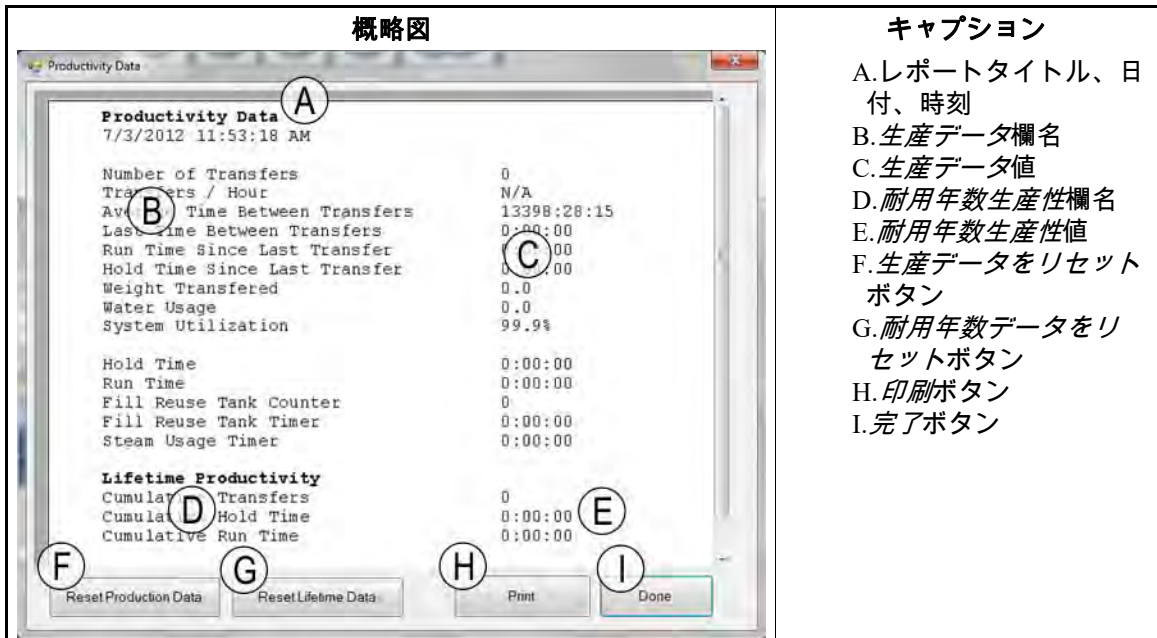 概略図
キャプション
Productivity Data
A
Productivity Data
7/3/2012 11:53:18 AM
Number of Transfers 0
Transfers / Hour N/A
B
Time Between Transfers 13398:28:15
Last Time Between Transfers 0:00:00
Run Time Since Last Transfer
C
Hold Time Since Last Transfer
Weight Transfered 0.0
Water Usage 0.0
System Utilization 99.9%
Hold Time 0:00:00
Run Time 0:00:00
Fill Reuse Tank Counter 0
Fill Reuse Tank Timer 0:00:00
Steam Usage Timer 0:00:00
Lifetime Productivity
Transfers 0
D
Hold Time 0:00:00
E
Cumulative Run Time 0:00:00
F
G
H
I
Reset Production Data
Reset Lifetime Data
Print
Done
A.レポートタイトル、日
付、時刻
B.生産データ欄名
C.生産データ値
D.耐用年数生産性欄名
E.耐用年数生産性値
F.生産データをリセット
ボタン
G.耐用年数データをリ
セットボタン
H.印刷ボタン
I.完了ボタン